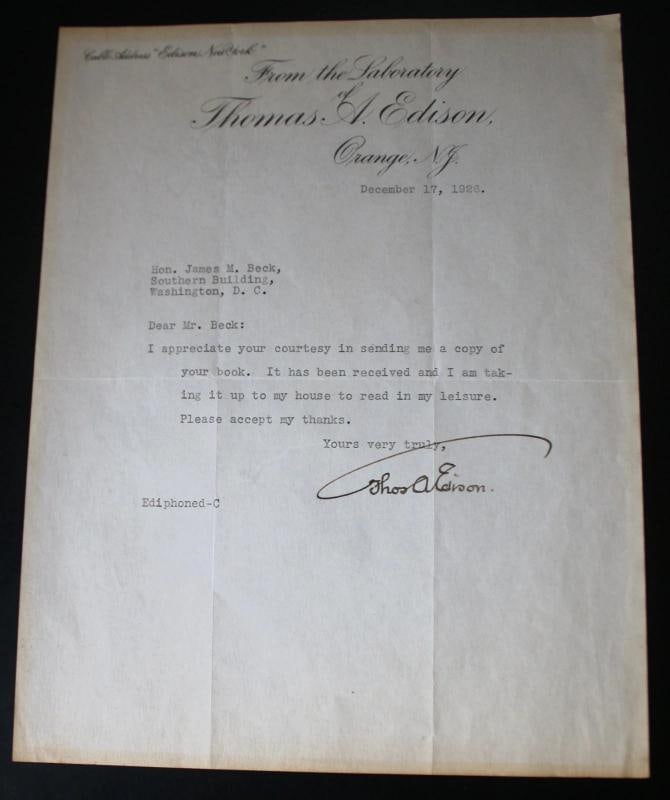 Cable Address "Edison, New York"
From the Laboratory
of
Thomas A. Edison,
Orange, N.J.
December 17, 1926.
Hon. James M. Beck,
Southern Building,
Washington, D. C.
Dear Mr. Beck:
I appreciate your courtesy in sending me a copy of
your book. It has been received and I am tak-
ing it up to my house to read in my leisure.
Please accept my thanks.
Yours very truly,
Thos A Edison.
Ediphoned-C